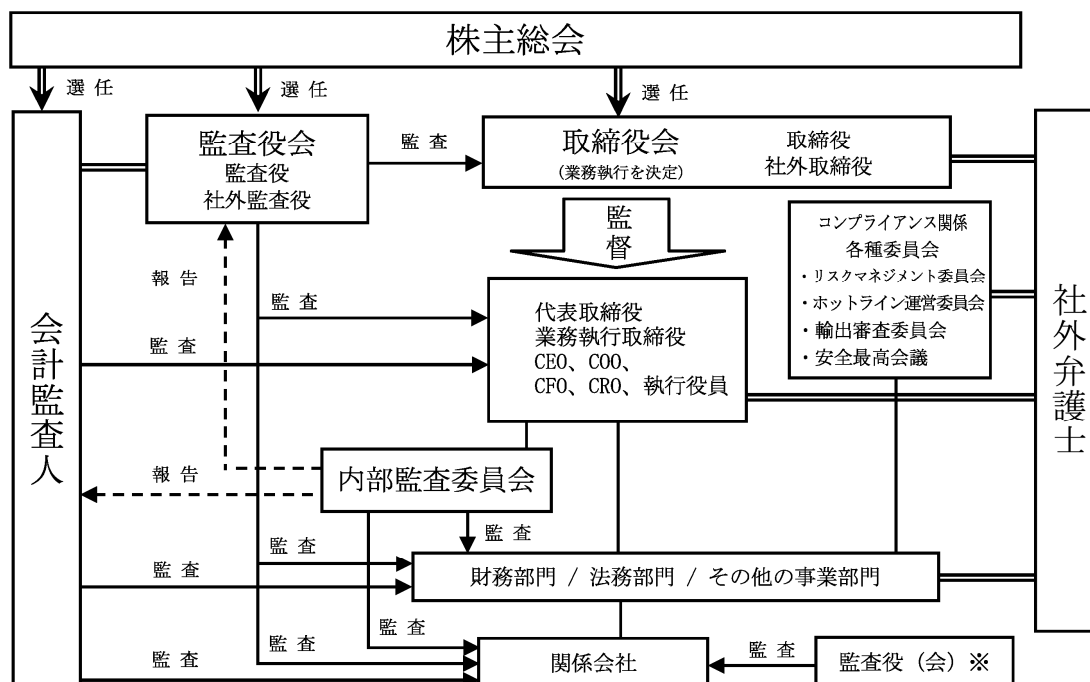 株主総会
選 任
選 任
選 任
監査役会
監査役
社外監査役
監 査
取締役会
(業務執行を決定)
取締役
社外取締役
監
督
コンプライアンス関係
各種委員会
・リスクマネジメント委員会
・ホットライン運営委員会
・輸出審査委員会
・安全最高会議
報 告
監 査
代表取締役
業務執行取締役
CEO、COO、
CFO、CRO、執行役員
監 査
会計監査人
社外弁護士
報 告
内部監査委員会
監 査
監 査
監 査
財務部門 / 法務部門 / その他の事業部門
監 査
監 査
監 査
関係会社
監 査
監査役（会）※